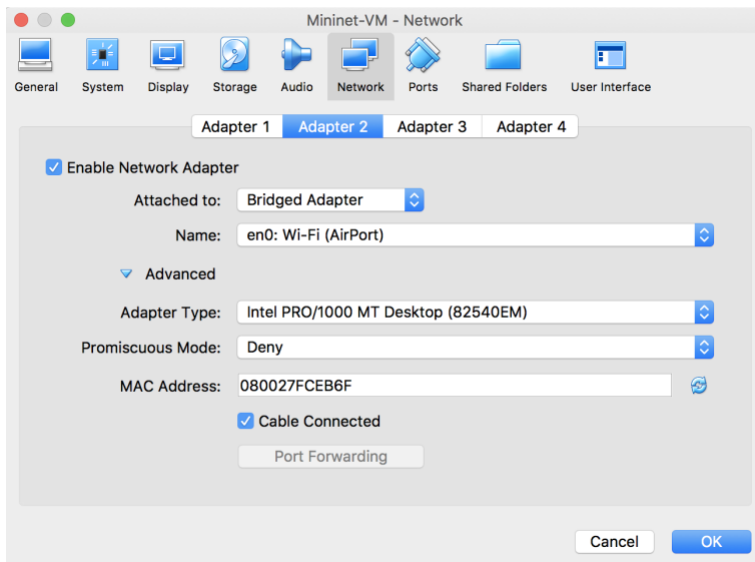 Mininet-VM - Network
General System Display Storage Audio Network Ports Shared Folders User Interface
Adapter 1 Adapter 2 Adapter 3 Adapter 4
Enable Network Adapter
Attached to: Bridged Adapter
Name: en0: Wi-Fi (AirPort)
Advanced
Adapter Type: Intel PRO/1000 MT Desktop (82540EM)
Promiscuous Mode: Deny
MAC Address: 080027FCEB6F
Cable Connected
Port Forwarding
Cancel OK